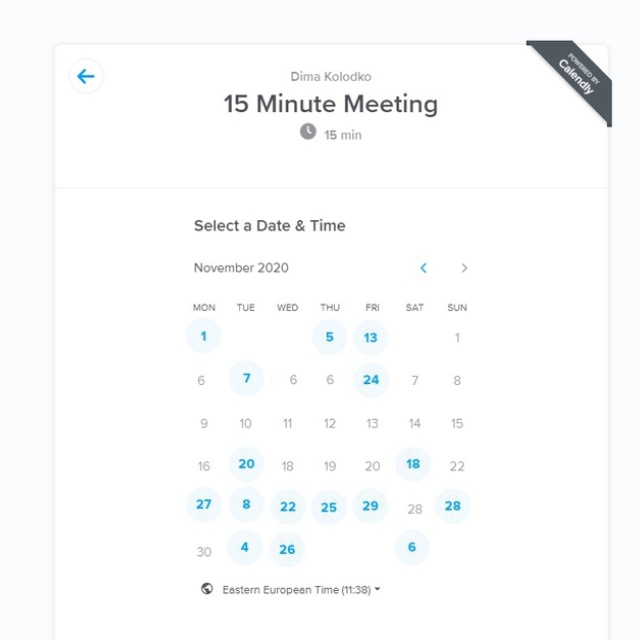 POWERED BY
Calendly
Dima Kolodko
15 Minute Meeting
15 min
Select a Date & Time
November 2020
MON TUE WED THU FRI SAT SUN
1 5 13 1
6 7 6 6 24 7 8
9 10 11 12 13 14 15
16 20 18 19 20 18 22
27 8 22 25 29 28 28
30 4 26 6
Eastern European Time (11:38)